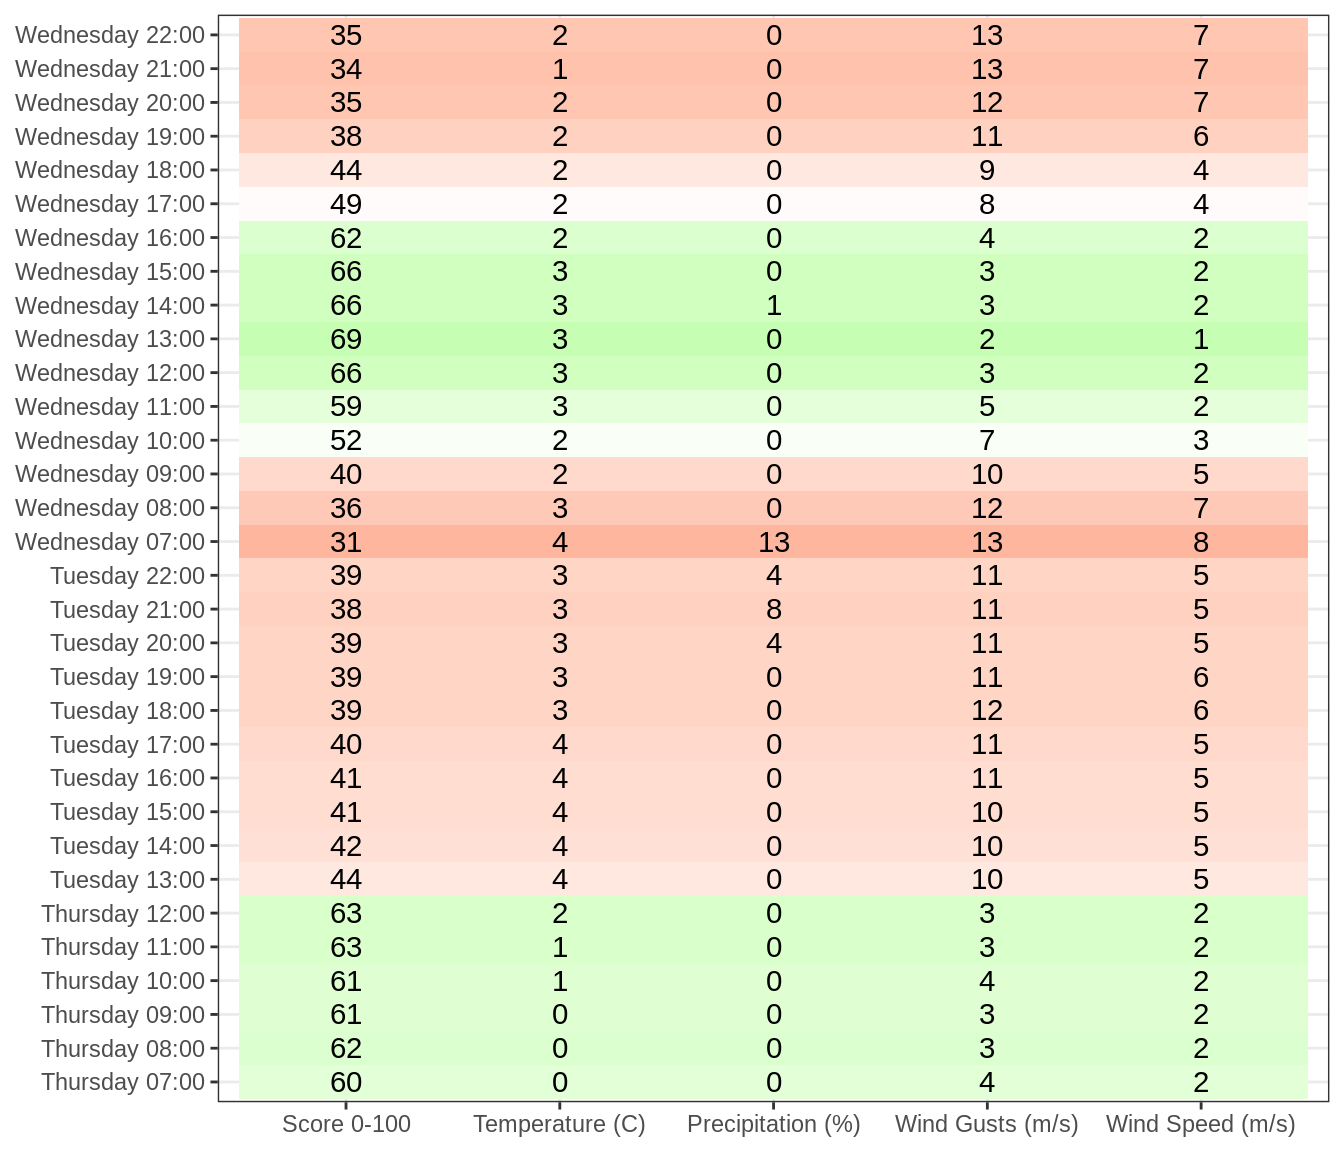 Wednesday 22:00 35 2 0 13 7
Wednesday 21:00 34 1 0 13 7
Wednesday 20:00 35 2 0 12 7
Wednesday 19:00 38 2 0 11 6
Wednesday 18:00 44 2 0 9 4
Wednesday 17:00 49 2 0 8 4
Wednesday 16:00 62 2 0 4 2
Wednesday 15:00 66 3 0 3 2
Wednesday 14:00 66 3 1 3 2
Wednesday 13:00 69 3 0 2 1
Wednesday 12:00 66 3 0 3 2
Wednesday 11:00 59 3 0 5 2
Wednesday 10:00 52 2 0 7 3
Wednesday 09:00 40 2 0 10 5
Wednesday 08:00 36 3 0 12 7
Wednesday 07:00 31 4 13 13 8
Tuesday 22:00 39 3 4 11 5
Tuesday 21:00 38 3 8 11 5
Tuesday 20:00 39 3 4 11 5
Tuesday 19:00 39 3 0 11 6
Tuesday 18:00 39 3 0 12 6
Tuesday 17:00 40 4 0 11 5
Tuesday 16:00 41 4 0 11 5
Tuesday 15:00 41 4 0 10 5
Tuesday 14:00 42 4 0 10 5
Tuesday 13:00 44 4 0 10 5
Thursday 12:00 63 2 0 3 2
Thursday 11:00 63 1 0 3 2
Thursday 10:00 61 1 0 4 2
Thursday 09:00 61 0 0 3 2
Thursday 08:00 62 0 0 3 2
Thursday 07:00 60 0 0 4 2
Score 0-100 Temperature (C) Precipitation (%) Wind Gusts (m/s) Wind Speed (m/s)